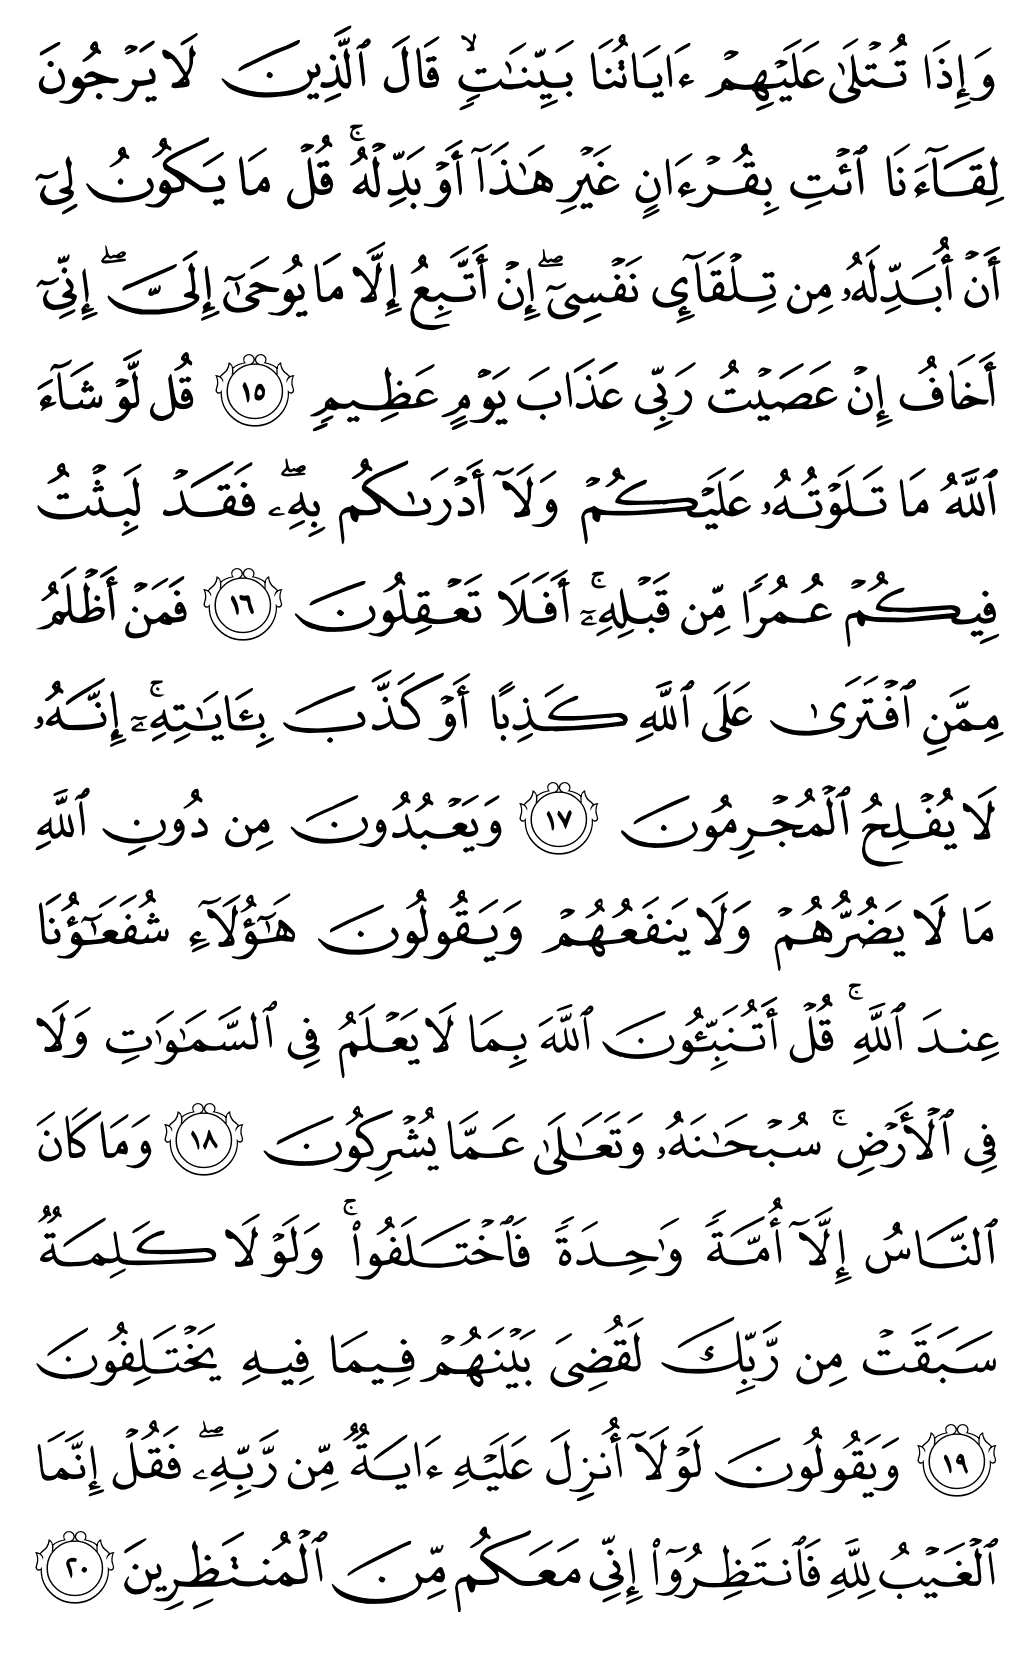 وَإِذَا تُتۡلَىٰ عَلَيۡهِمۡ ءَايَاتُنَا بَيِّنَٰتٖ قَالَ ٱلَّذِينَ لَا يَرۡجُونَ
لِقَآءَنَا ٱئۡتِ بِقُرۡءَانٍ غَيۡرِ هَٰذَآ أَوۡ بَدِّلۡهُۚ قُلۡ مَا يَكُونُ لِيٓ
أَنۡ أُبَدِّلَهُۥ مِن تِلۡقَآيِٕ نَفۡسِيٓۖ إِنۡ أَتَّبِعُ إِلَّا مَا يُوحَىٰٓ إِلَيَّۖ إِنِّيٓ
أَخَافُ إِنۡ عَصَيۡتُ رَبِّي عَذَابَ يَوۡمٍ عَظِيمٖ ١٥ قُل لَّوۡ شَآءَ
ٱللَّهُ مَا تَلَوۡتُهُۥ عَلَيۡكُمۡ وَلَآ أَدۡرَىٰكُم بِهِۦۖ فَقَدۡ لَبِثۡتُ
فِيكُمۡ عُمُرٗا مِّن قَبۡلِهِۦٓۚ أَفَلَا تَعۡقِلُونَ ١٦ فَمَنۡ أَظۡلَمُ
مِمَّنِ ٱفۡتَرَىٰ عَلَى ٱللَّهِ كَذِبًا أَوۡ كَذَّبَ بِـَٔايَٰتِهِۦٓۚ إِنَّهُۥ
لَا يُفۡلِحُ ٱلۡمُجۡرِمُونَ ١٧ وَيَعۡبُدُونَ مِن دُونِ ٱللَّهِ
مَا لَا يَضُرُّهُمۡ وَلَا يَنفَعُهُمۡ وَيَقُولُونَ هَٰٓؤُلَآءِ شُفَعَٰٓؤُنَا
عِندَ ٱللَّهِۚ قُلۡ أَتُنَبِّـُٔونَ ٱللَّهَ بِمَا لَا يَعۡلَمُ فِي ٱلسَّمَٰوَٰتِ وَلَا
فِي ٱلۡأَرۡضِۚ سُبۡحَٰنَهُۥ وَتَعَٰلَىٰ عَمَّا يُشۡرِكُونَ ١٨ وَمَا كَانَ
ٱلنَّاسُ إِلَّآ أُمَّةٗ وَٰحِدَةٗ فَٱخۡتَلَفُواْۚ وَلَوۡلَا كَلِمَةٞ
سَبَقَتۡ مِن رَّبِّكَ لَقُضِيَ بَيۡنَهُمۡ فِيمَا فِيهِ يَخۡتَلِفُونَ
١٩ وَيَقُولُونَ لَوۡلَآ أُنزِلَ عَلَيۡهِ ءَايَةٞ مِّن رَّبِّهِۦۖ فَقُلۡ إِنَّمَا
ٱلۡغَيۡبُ لِلَّهِ فَٱنتَظِرُوٓاْ إِنِّي مَعَكُم مِّنَ ٱلۡمُنتَظِرِينَ ٢٠